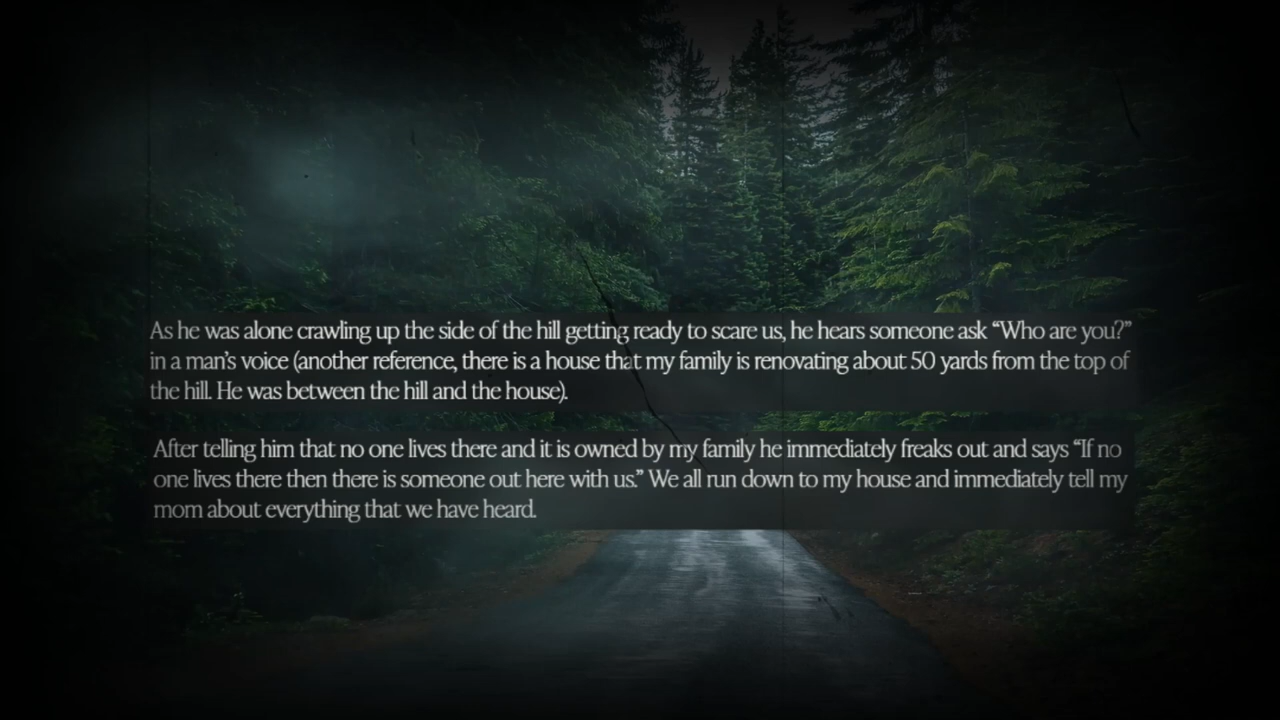 As he was alone crawling up the side of the hill getting ready to scare us, he hears someone ask “Who are you?”
in a man’s voice (another reference, there is a house that my family is renovating about 50 yards from the top of
the hill. He was between the hill and the house).
After telling him that no one lives there and it is owned by my family he immediately freaks out and says “If no
one lives there then there is someone out here with us.” We all run down to my house and immediately tell my
mom about everything that we have heard.